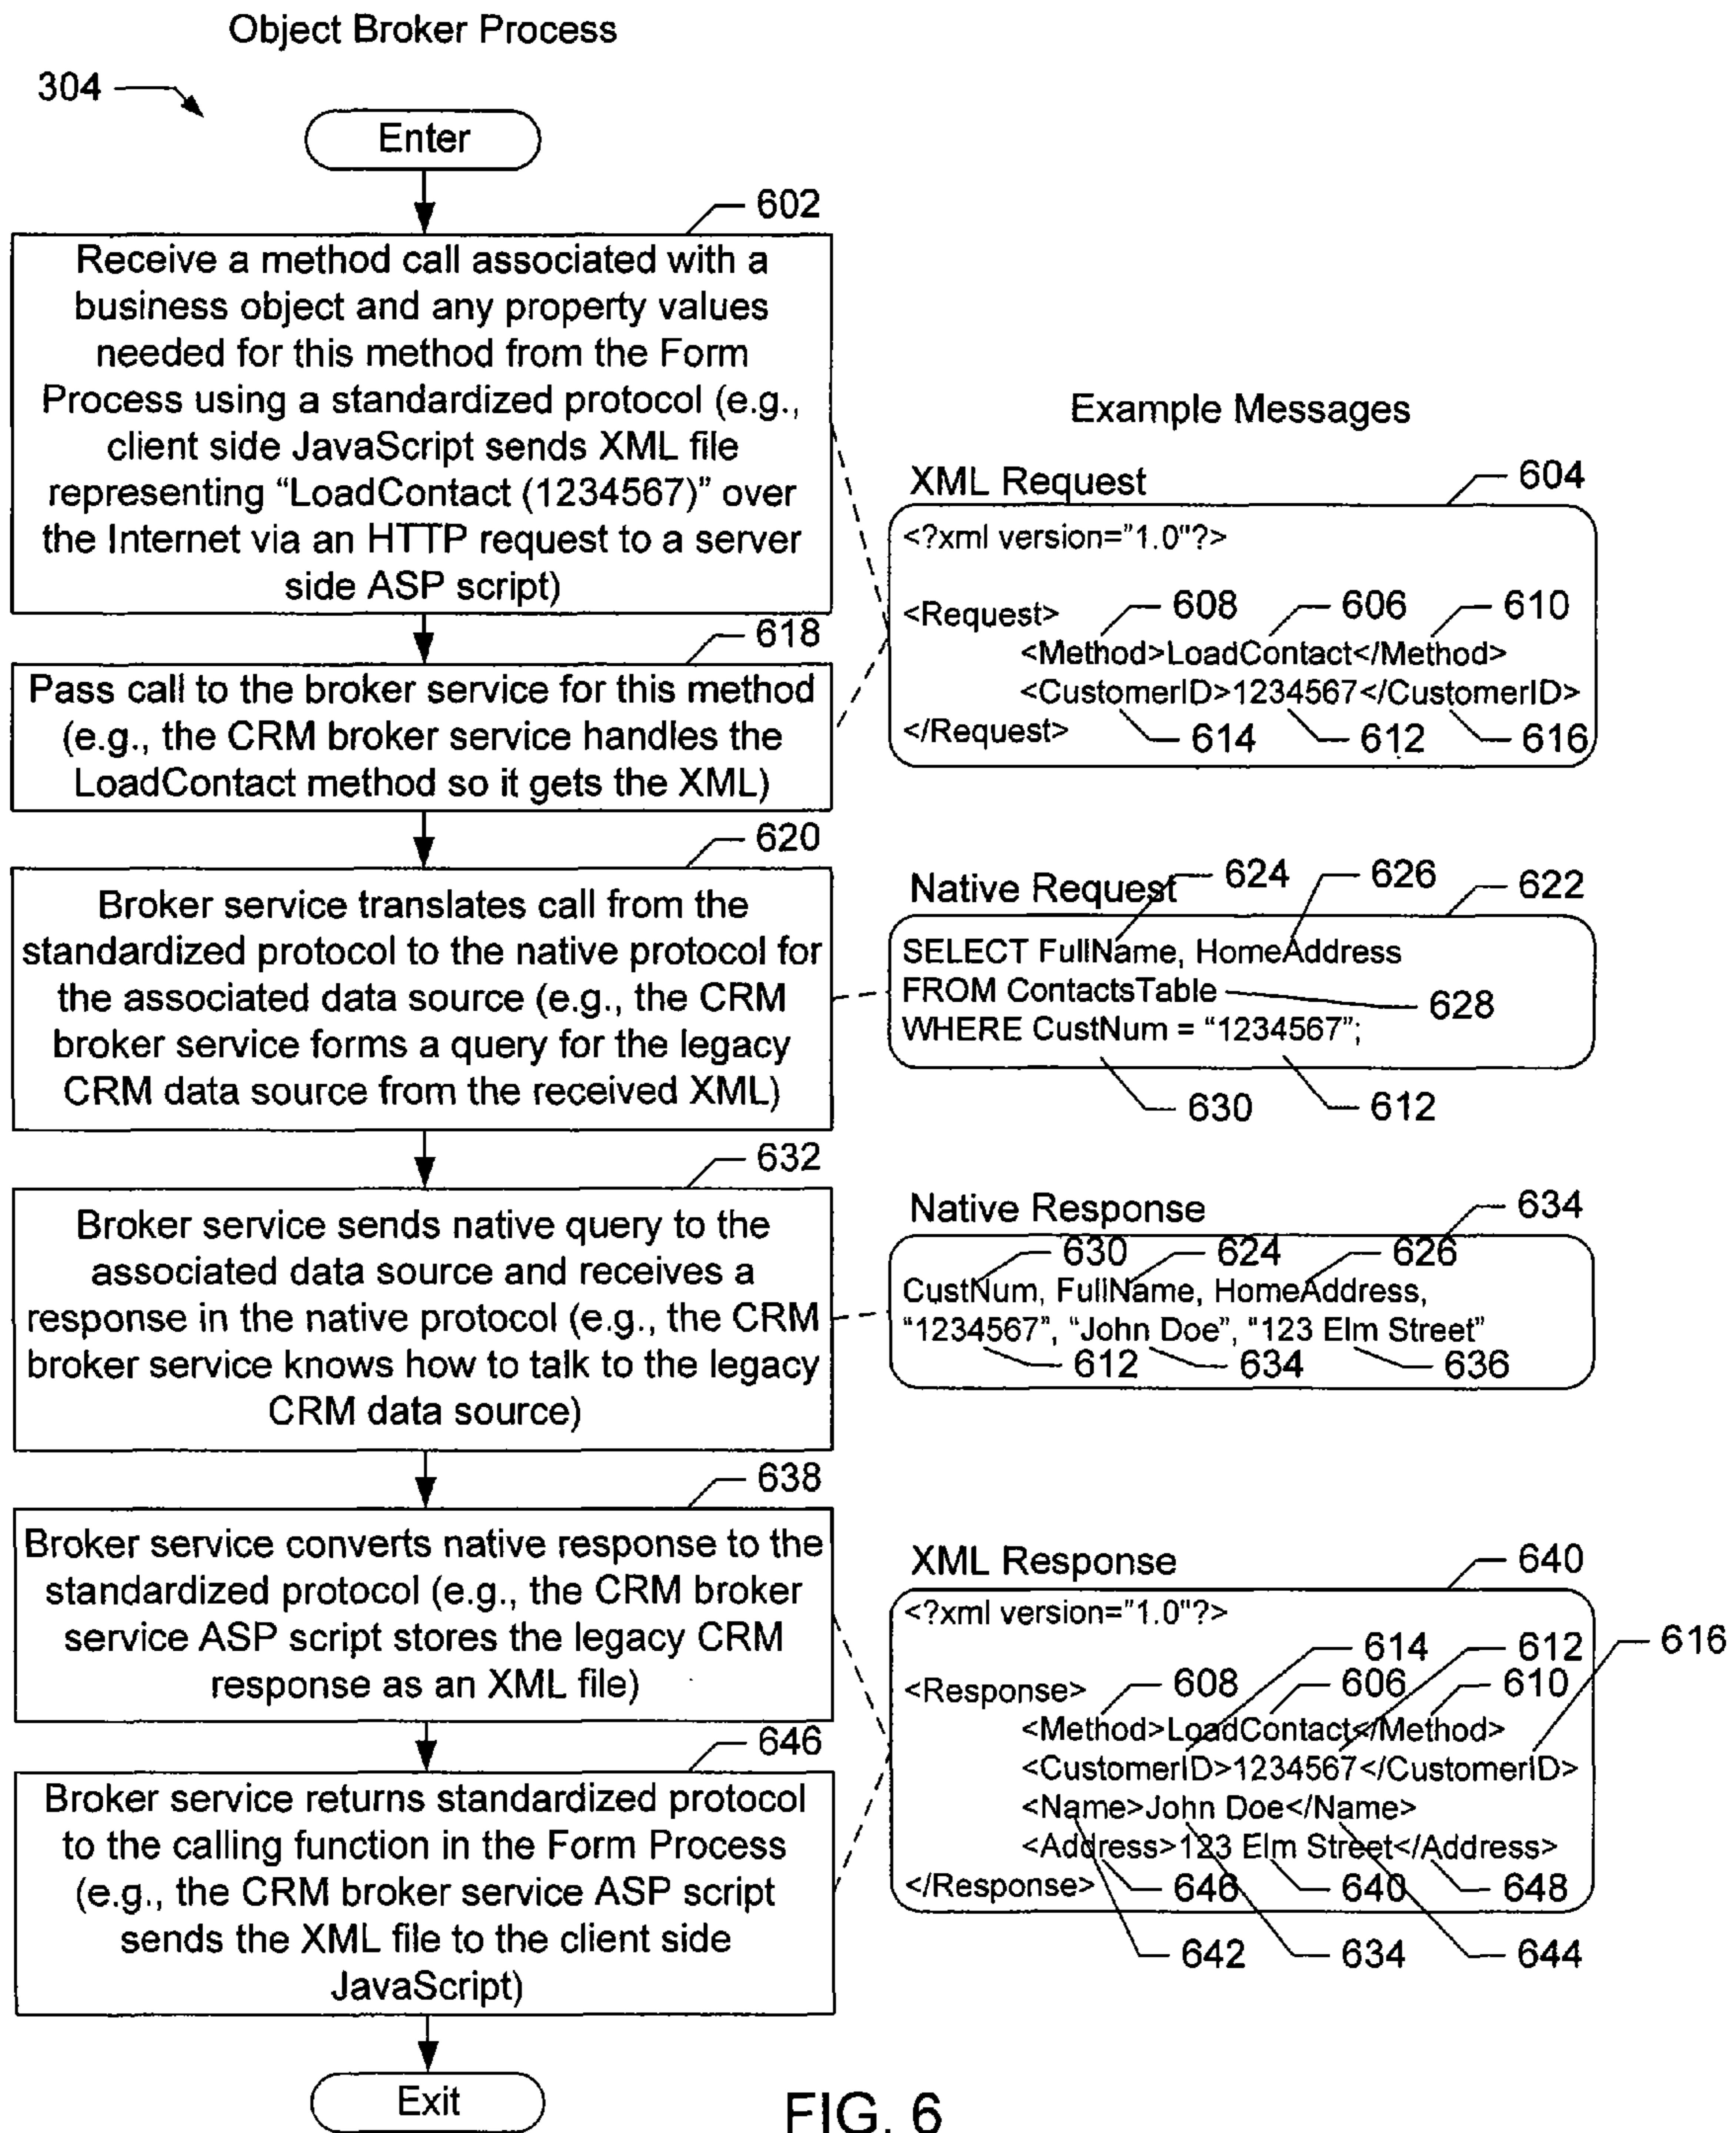 Object Broker Process
304
Enter
602
Receive a method call associated with a
business object and any property values
needed for this method from the Form
Process using a standardized protocol (e.g.,
client side JavaScript sends XML file
representing “LoadContact (1234567)” over
the Internet via an HTTP request to a server
side ASP script)
618
Pass call to the broker service for this method
(e.g., the CRM broker service handles the
LoadContact method so it gets the XML)
620
Broker service translates call from the
standardized protocol to the native protocol for
the associated data source (e.g., the CRM
broker service forms a query for the legacy
CRM data source from the received XML)
632
Broker service sends native query to the
associated data source and receives a
response in the native protocol (e.g., the CRM
broker service knows how to talk to the legacy
CRM data source)
638
Broker service converts native response to the
standardized protocol (e.g., the CRM broker
service ASP script stores the legacy CRM
response as an XML file)
646
Broker service returns standardized protocol
to the calling function in the Form Process
(e.g., the CRM broker service ASP script
sends the XML file to the client side
JavaScript)
Exit
Example Messages
XML Request
604
<?xml version="1.0"?>
<Request>
608 606 610
<Method>LoadContact</Method>
<CustomerID>1234567</CustomerID>
</Request>
614 612 616
Native Request
624 626 622
SELECT FullName, HomeAddress
FROM ContactsTable
628
WHERE CustNum = “1234567”;
630 612
Native Response
634
630 624 626
CustNum, FullName, HomeAddress,
“1234567”, “John Doe”, “123 Elm Street”
612 634 636
XML Response
640
<?xml version="1.0"?>
614 612 616
<Response>
608 606 610
<Method>LoadContact</Method>
<CustomerID>1234567</CustomerID>
<Name>John Doe</Name>
<Address>123 Elm Street</Address>
</Response>
646 640 648
642 634 644
FIG. 6